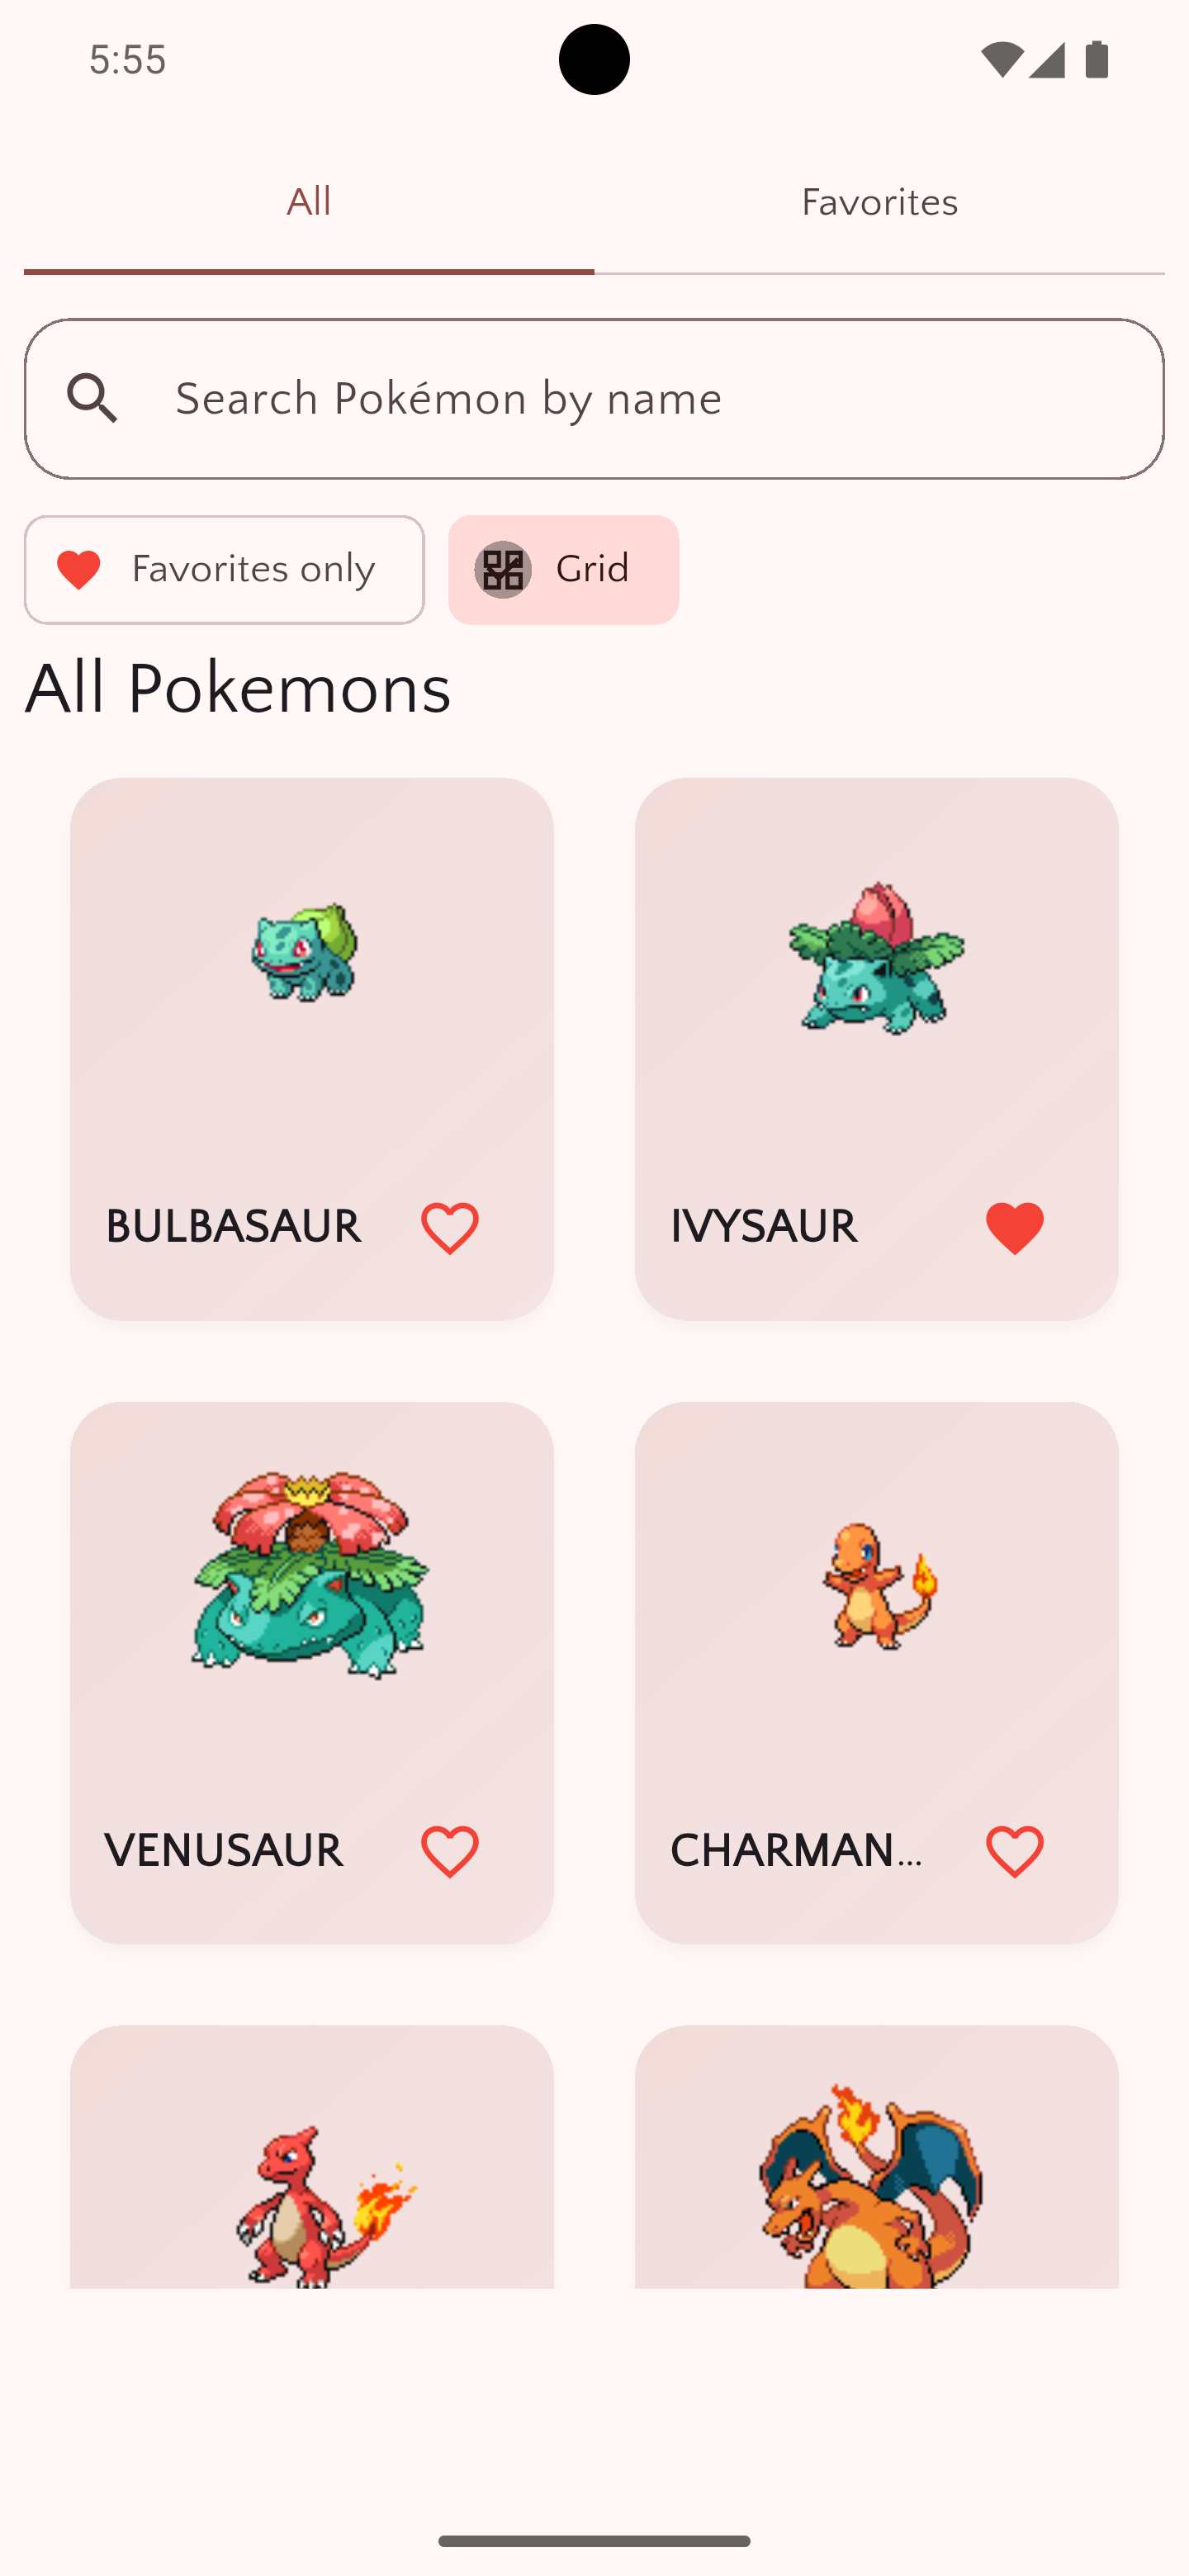 5:55
All
Favorites
Search Pokémon by name
Favorites only
Grid
All Pokemons
BULBASAUR
IVYSAUR
VENUSAUR
CHARMAN...